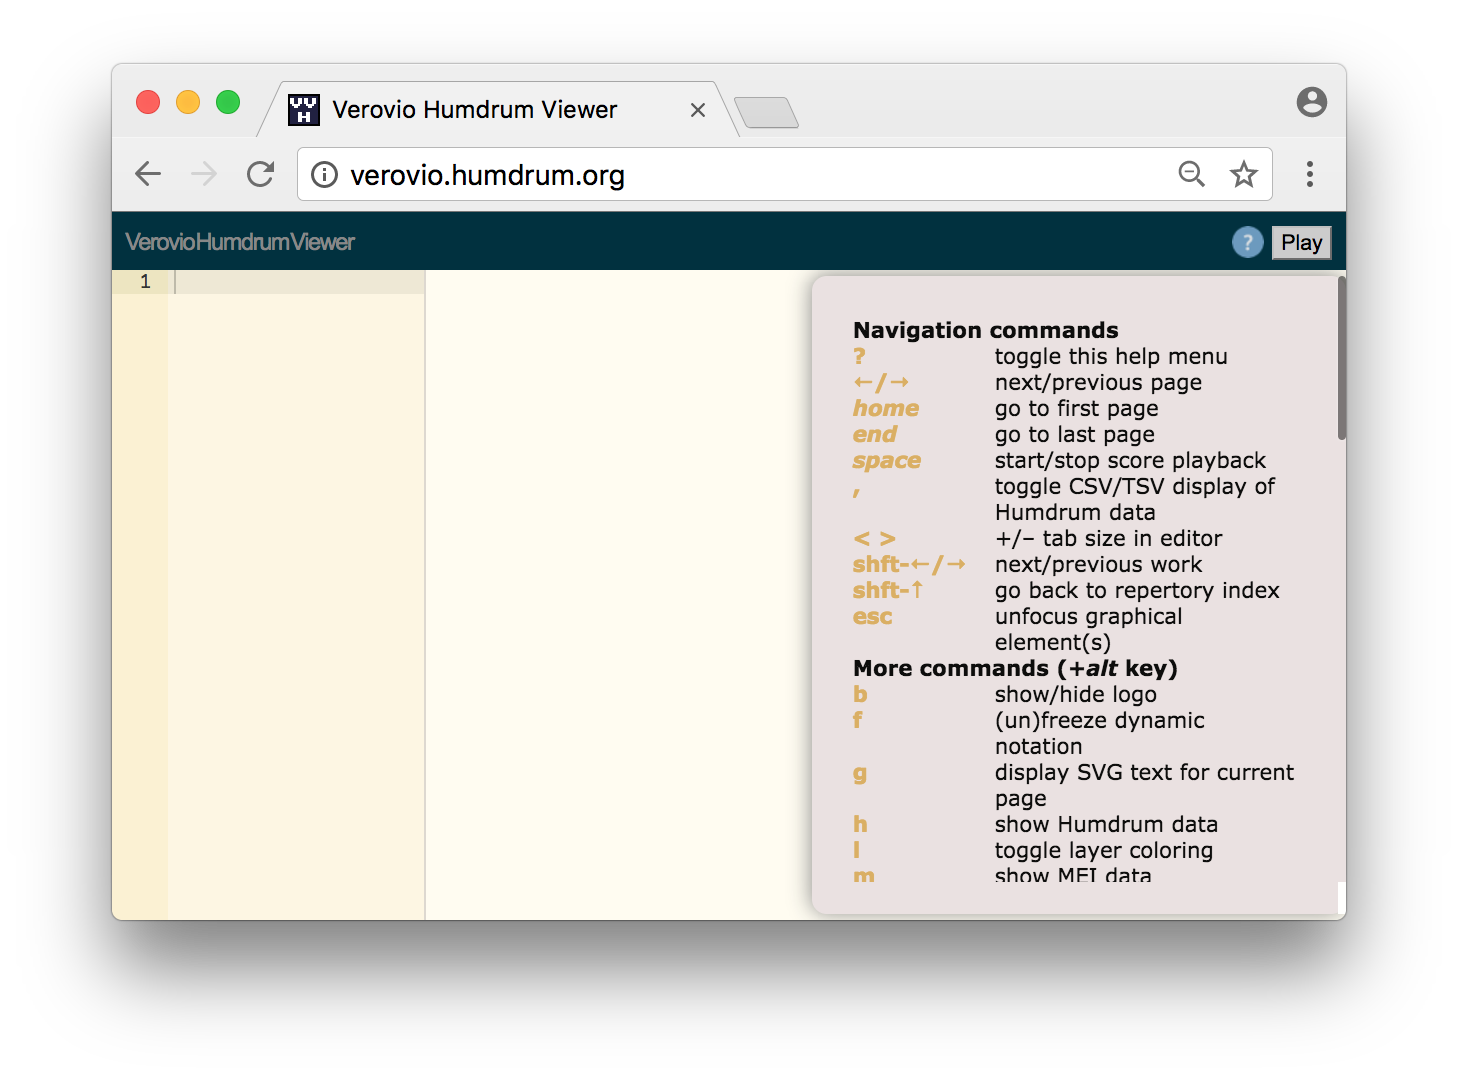 Verovio Humdrum Viewer
verovio.humdrum.org
VerovioHumdrumViewer
? Play
1
Navigation commands
? toggle this help menu
←/→ next/previous page
home go to first page
end go to last page
space start/stop score playback
, toggle CSV/TSV display of
Humdrum data
< > +/– tab size in editor
shft-←/→ next/previous work
shft-↑ go back to repertory index
esc unfocus graphical
element(s)
More commands (+alt key)
b show/hide logo
f (un)freeze dynamic
notation
g display SVG text for current
page
h show Humdrum data
l toggle layer coloring
m show MEI data